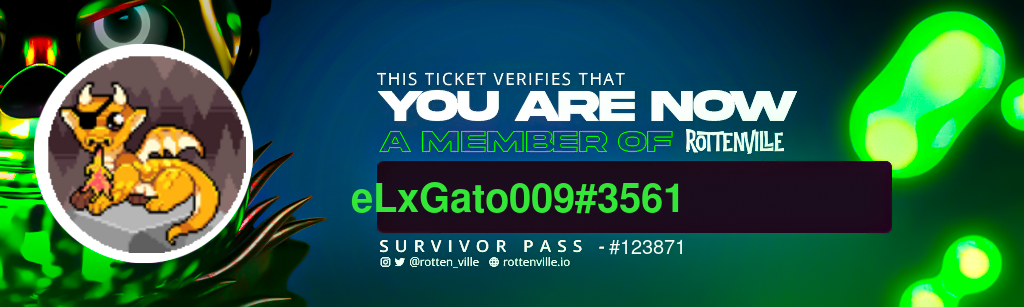 THIS TICKET VERIFIES THAT
YOU ARE NOW
A MEMBER OF ROTTENVILLE
eLxGato009#3561
SURVIVOR PASS - #123871
@rotten_ville rottenville.io